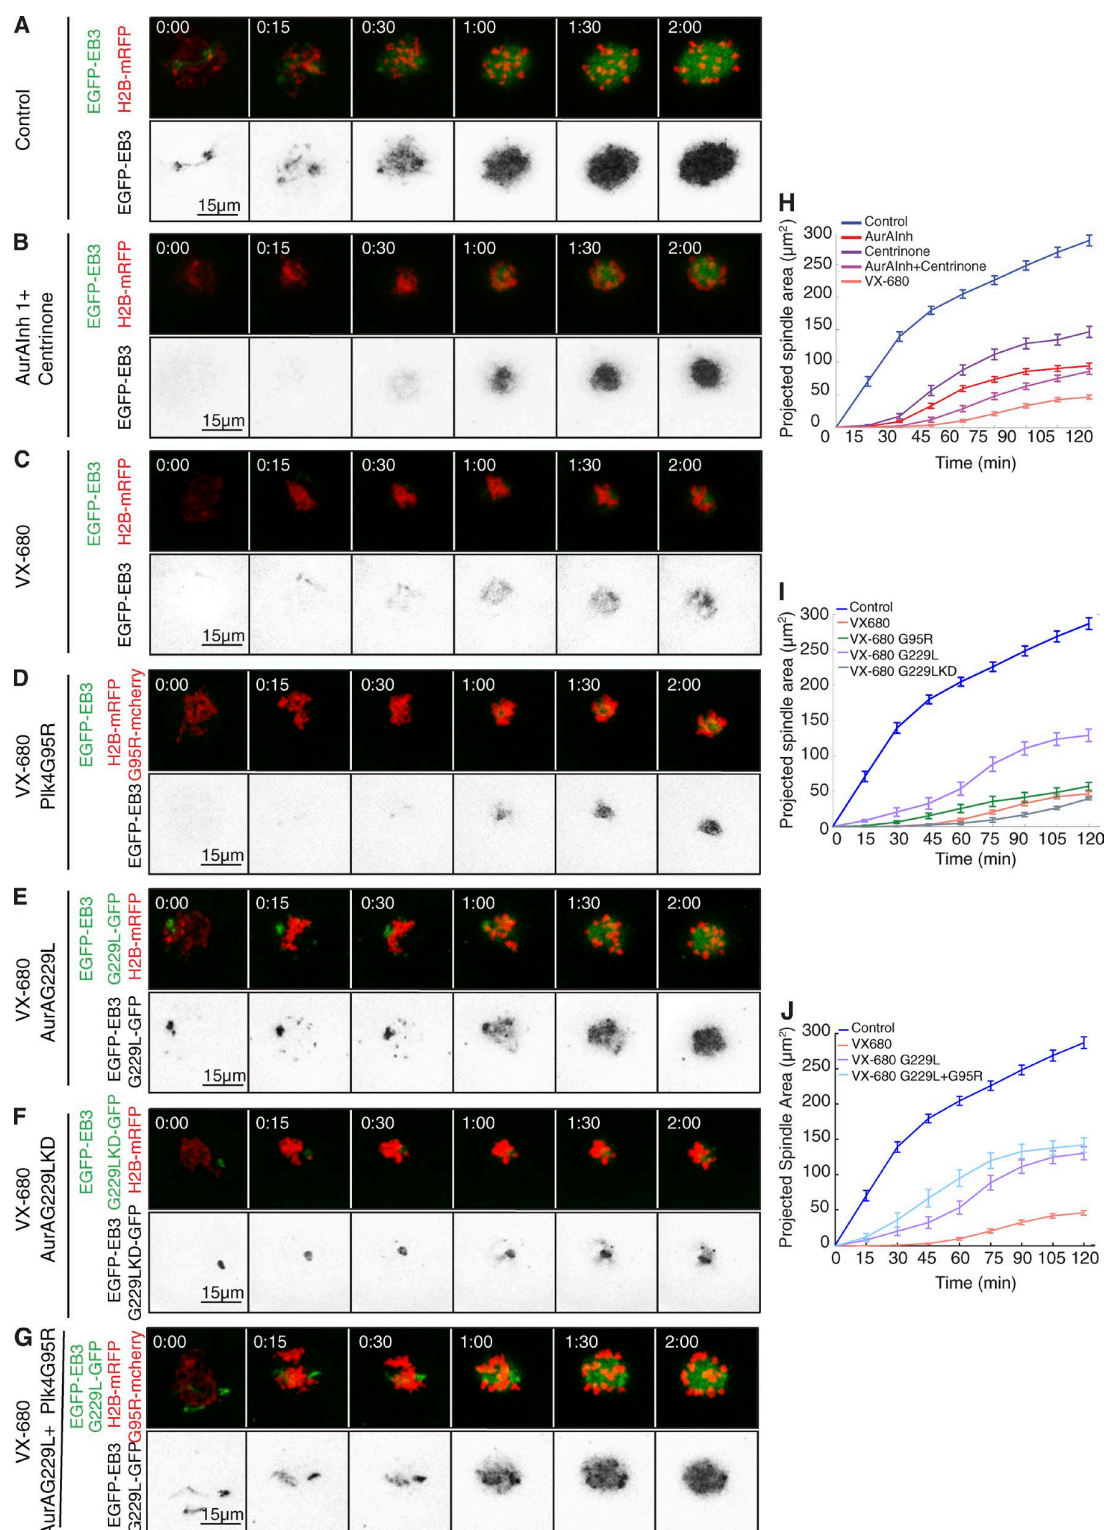 A
Control
EGFP-EB3
H2B-mRFP
0:00 0:15 0:30 1:00 1:30 2:00
EGFP-EB3
15µm
B
AurAInh 1+
Centrinone
EGFP-EB3
H2B-mRFP
0:00 0:15 0:30 1:00 1:30 2:00
EGFP-EB3
15µm
C
VX-680
EGFP-EB3
H2B-mRFP
0:00 0:15 0:30 1:00 1:30 2:00
EGFP-EB3
15µm
D
VX-680
Plk4G95R
EGFP-EB3
H2B-mRFP
G95R-mcherry
0:00 0:15 0:30 1:00 1:30 2:00
EGFP-EB3
15µm
E
VX-680
AurAG229L
EGFP-EB3
G229L-GFP
H2B-mRFP
0:00 0:15 0:30 1:00 1:30 2:00
EGFP-EB3
G229L-GFP
15µm
F
VX-680
AurAG229LKD
EGFP-EB3
G229LKD-GFP
H2B-mRFP
0:00 0:15 0:30 1:00 1:30 2:00
EGFP-EB3
G229LKD-GFP
15µm
G
VX-680
AurAG229L+ Plk4G95R
EGFP-EB3
G229L-GFP
H2B-mRFP
G95R-mcherry
0:00 0:15 0:30 1:00 1:30 2:00
EGFP-EB3
G229L-GFP
15µm
H
Control
AurAInh
Centrinone
AurAInh+Centrinone
VX-680
Projected spindle area (µm²)
300
250
200
150
100
50
0
0 15 30 45 60 75 90 105 120
Time (min)
I
Control
VX680
VX-680 G95R
VX-680 G229L
VX-680 G229LKD
Projected spindle area (µm²)
300
250
200
150
100
50
0
15 30 45 60 75 90 105 120
Time (min)
J
Control
VX680
VX-680 G229L
VX-680 G229L+G95R
Projected Spindle Area (µm²)
300
250
200
150
100
50
0
0 15 30 45 60 75 90 105 120
Time (min)